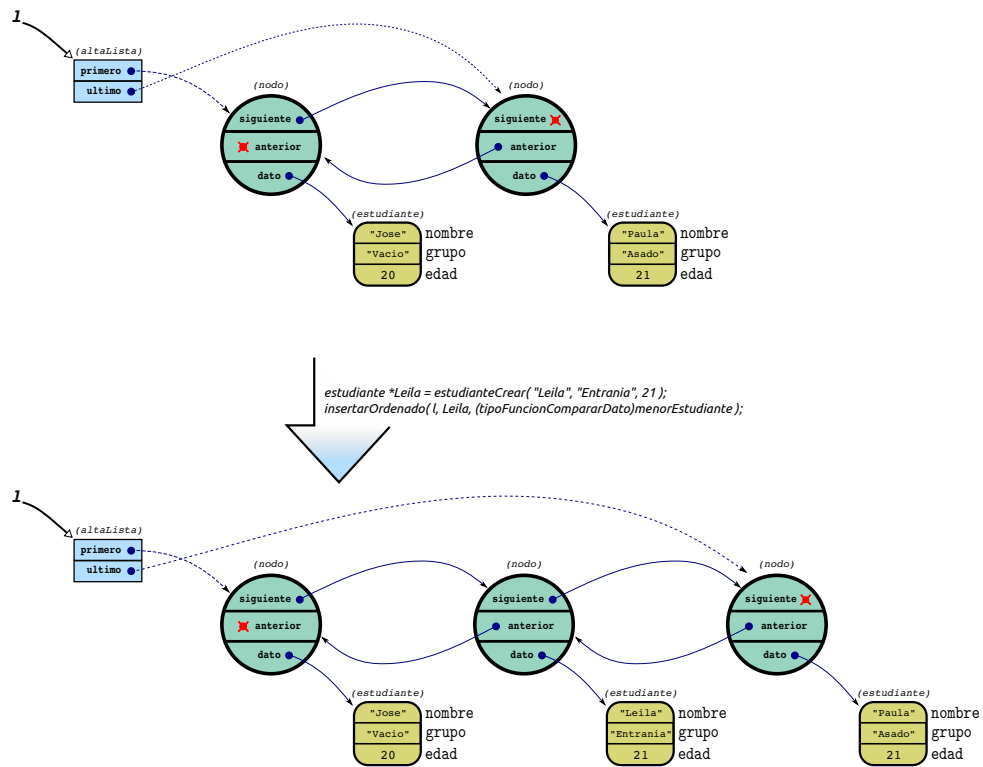 l
(altaLista)
primero
ultimo
(nodo)
siguiente
anterior
dato
(nodo)
siguiente
anterior
dato
(estudiante)
"Jose" nombre
"Vacio" grupo
20 edad
(estudiante)
"Paula" nombre
"Asado" grupo
21 edad
estudiante *Leila = estudianteCrear( "Leila", "Entrania", 21 );
insertarOrdenado( l, Leila, (tipoFuncionCompararDato)menorEstudiante );
l
(altaLista)
primero
ultimo
(nodo)
siguiente
anterior
dato
(nodo)
siguiente
anterior
dato
(nodo)
siguiente
anterior
dato
(estudiante)
"Jose" nombre
"Vacio" grupo
20 edad
(estudiante)
"Leila" nombre
"Entrania" grupo
21 edad
(estudiante)
"Paula" nombre
"Asado" grupo
21 edad